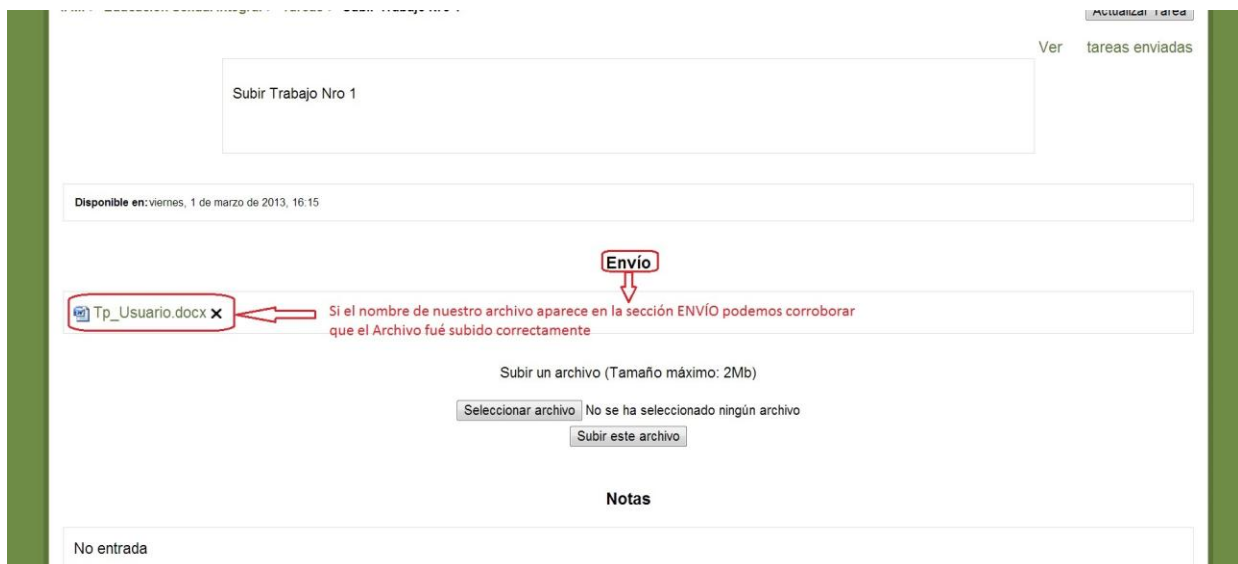 Actualizar Tarea
Ver tareas enviadas
Subir Trabajo Nro 1
Disponible en: viernes, 1 de marzo de 2013, 16:15
Envío
Tp_Usuario.docx
Si el nombre de nuestro archivo aparece en la sección ENVÍO podemos corroborar
que el Archivo fué subido correctamente
Subir un archivo (Tamaño máximo: 2Mb)
Seleccionar archivo No se ha seleccionado ningún archivo
Subir este archivo
Notas
No entrada